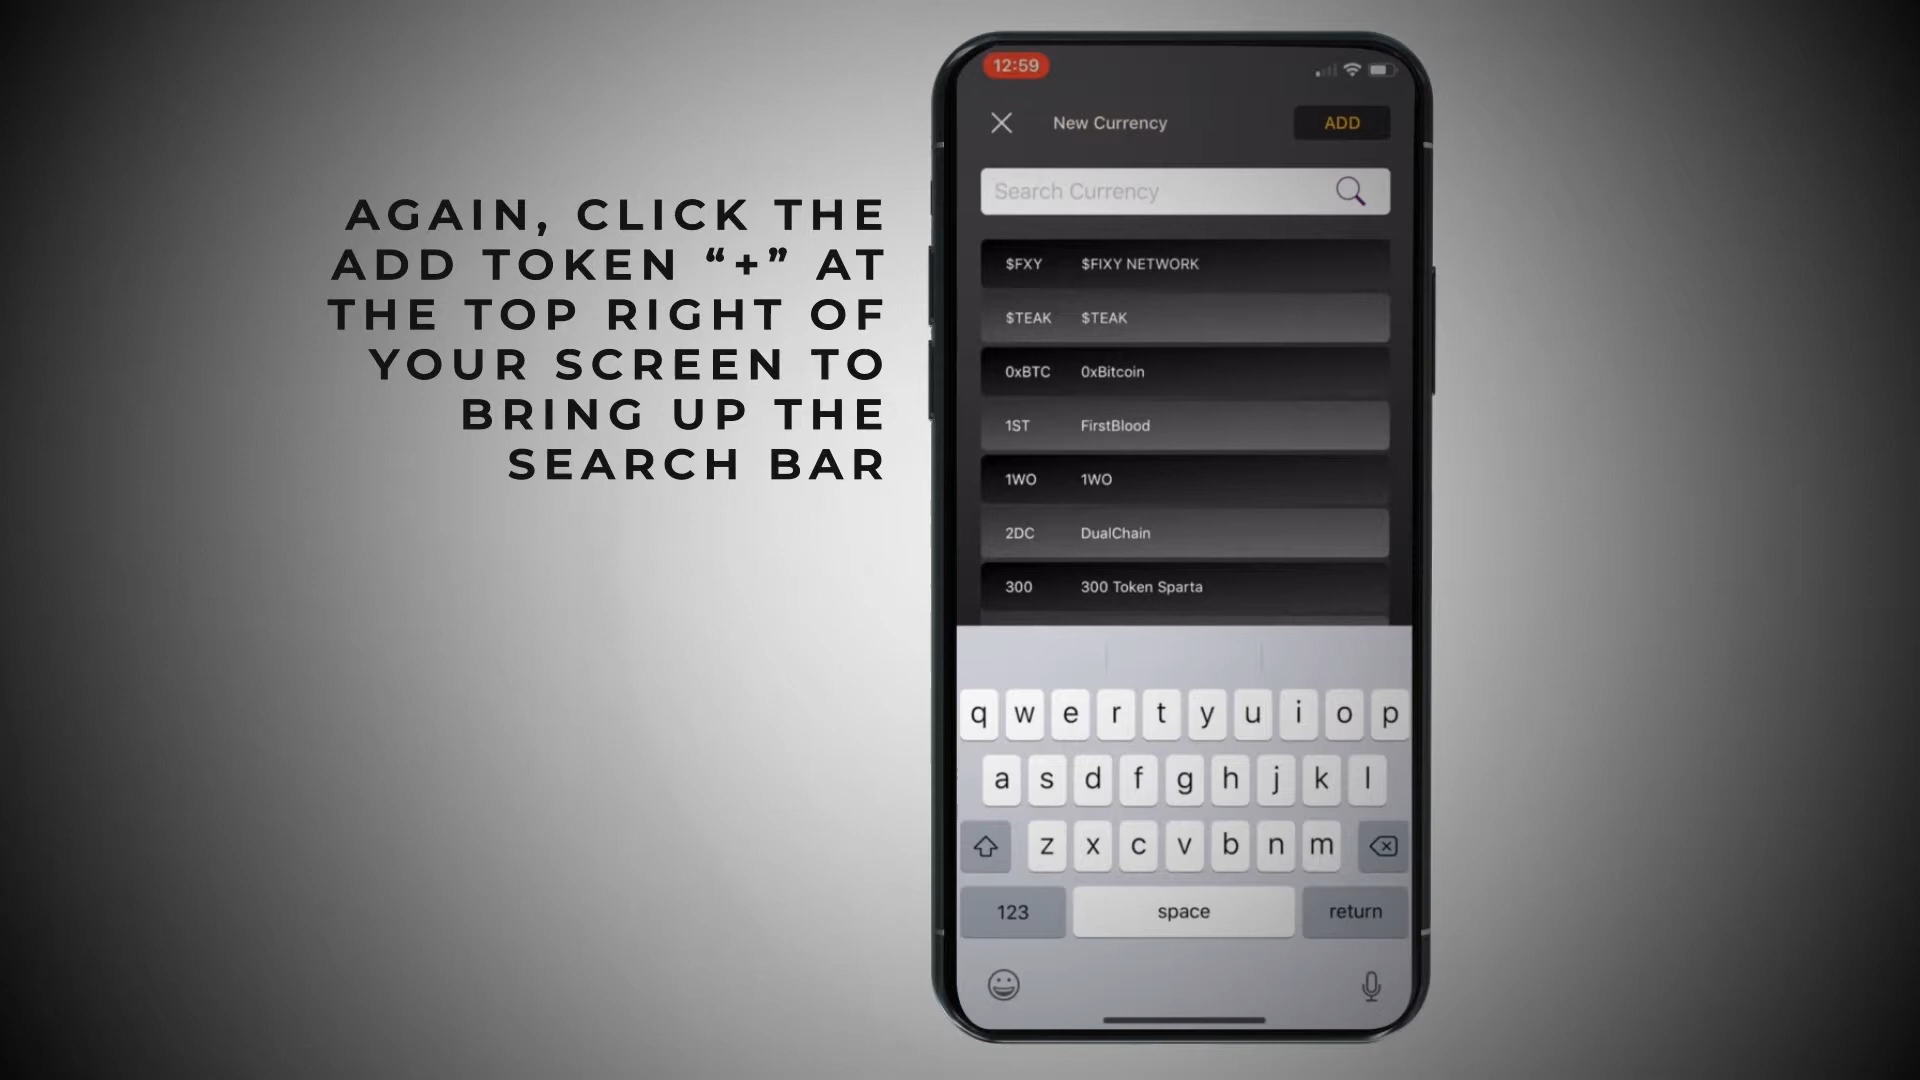 AGAIN, CLICK THE
ADD TOKEN “+” AT
THE TOP RIGHT OF
YOUR SCREEN TO
BRING UP THE
SEARCH BAR
12:59
New Currency ADD
Search Currency
$FXY $FIXY NETWORK
$TEAK $TEAK
0xBTC 0xBitcoin
1ST FirstBlood
1WO 1WO
2DC DualChain
300 300 Token Sparta
q w e r t y u i o p
a s d f g h j k l
z x c v b n m
123 space return